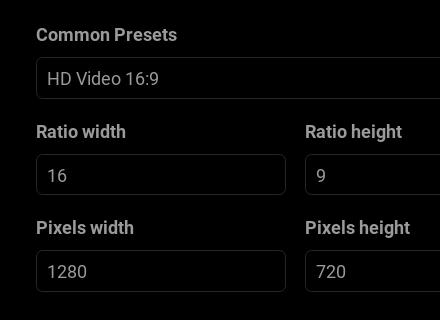 Common Presets
HD Video 16:9
Ratio width
Ratio height
16
9
Pixels width
Pixels height
1280
720